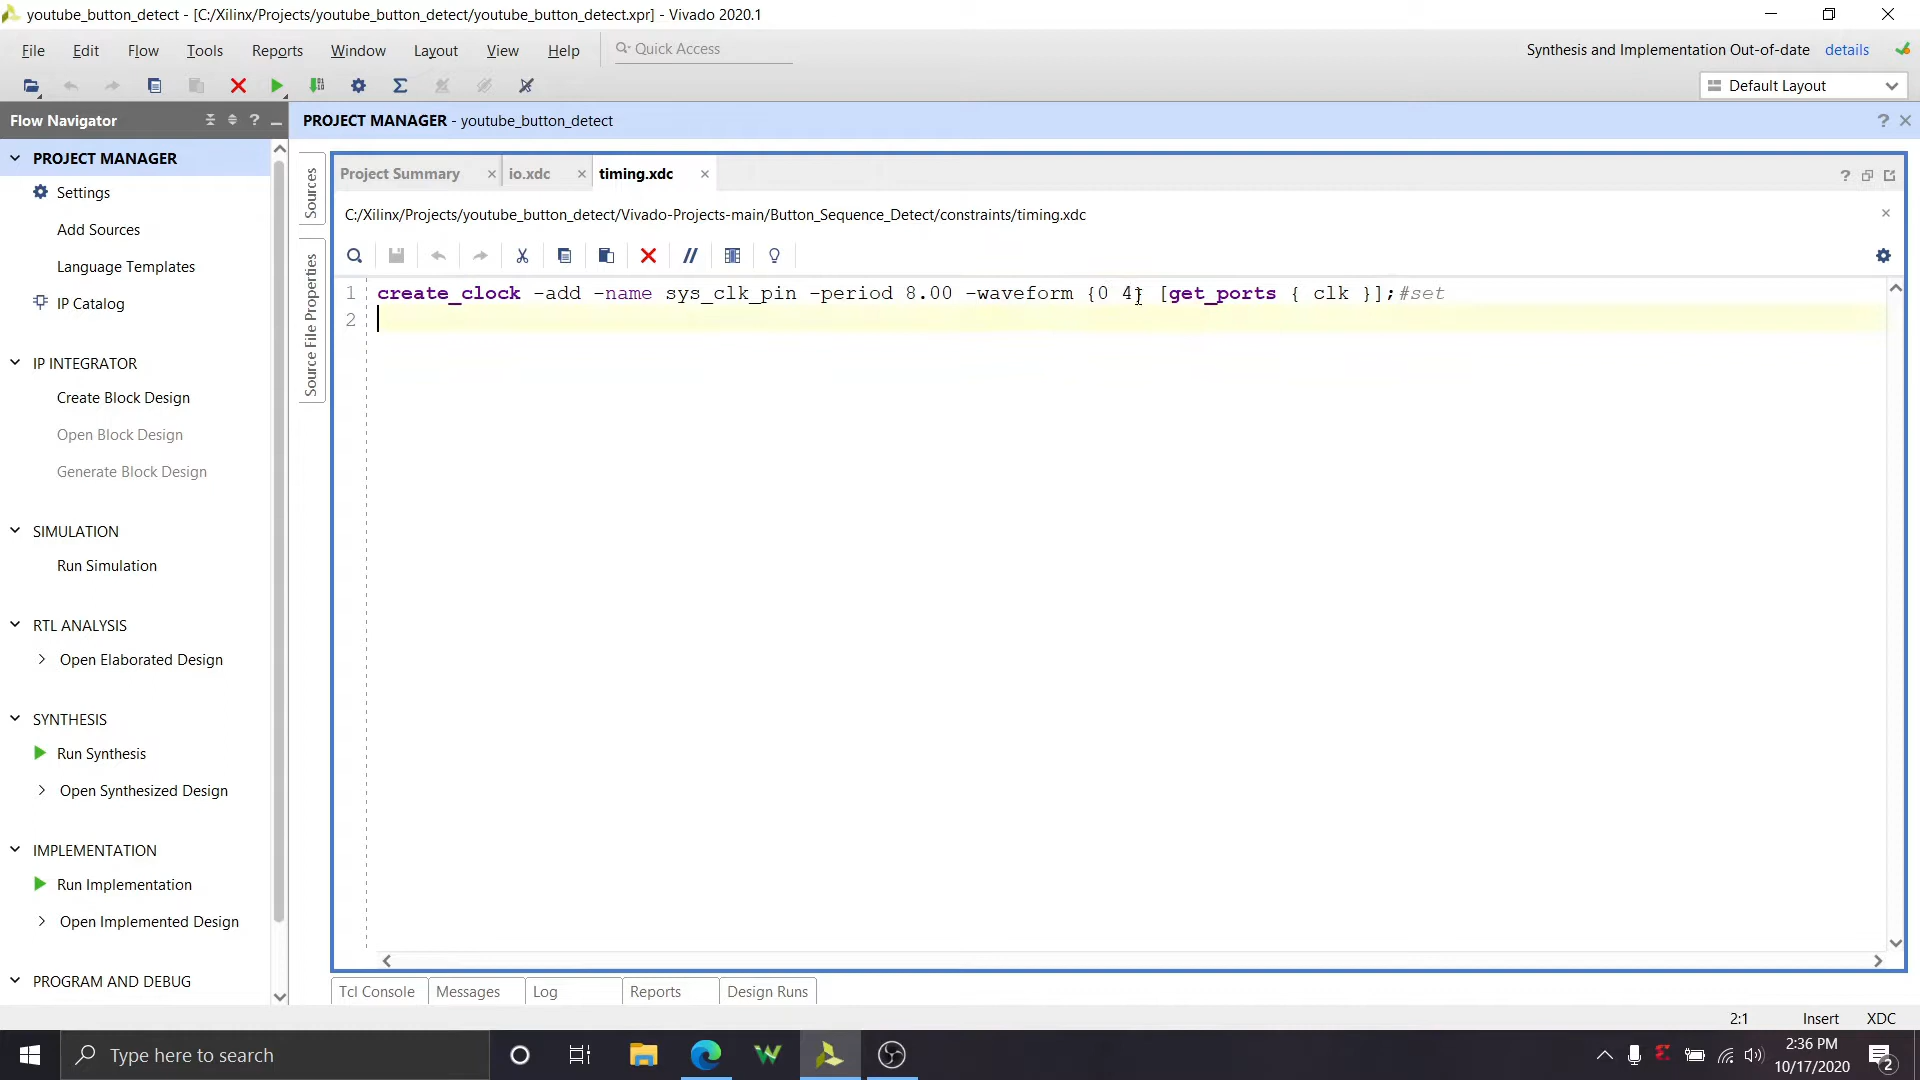 youtube_button_detect - [C:/Xilinx/Projects/youtube_button_detect/youtube_button_detect.xpr] - Vivado 2020.1
File Edit Flow Tools Reports Window Layout View Help Quick Access
Synthesis and Implementation Out-of-date details
Default Layout
Flow Navigator
PROJECT MANAGER - youtube_button_detect
PROJECT MANAGER
Settings
Add Sources
Language Templates
IP Catalog
IP INTEGRATOR
Create Block Design
Open Block Design
Generate Block Design
SIMULATION
Run Simulation
RTL ANALYSIS
Open Elaborated Design
SYNTHESIS
Run Synthesis
Open Synthesized Design
IMPLEMENTATION
Run Implementation
Open Implemented Design
PROGRAM AND DEBUG
Sources
Source File Properties
Project Summary io.xdc timing.xdc
C:/Xilinx/Projects/youtube_button_detect/Vivado-Projects-main/Button_Sequence_Detect/constraints/timing.xdc
1 create_clock -add -name sys_clk_pin -period 8.00 -waveform {0 4} [get_ports { clk }];#set
2
Tcl Console Messages Log Reports Design Runs
2:1 Insert XDC
Type here to search
2:36 PM
10/17/2020
2